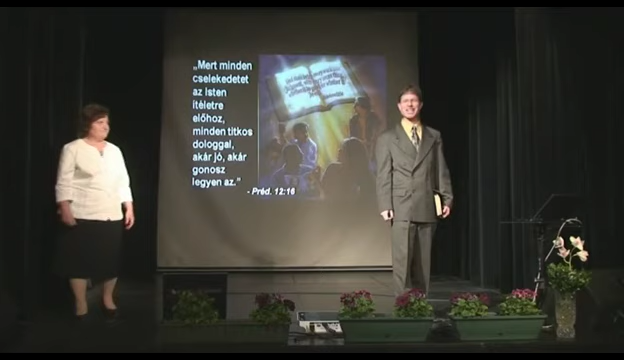 „Mert minden
cselekedetet
az Isten
ítéletre
előhoz,
minden titkos
dologgal,
akár jó, akár
gonosz
legyen az.”
- Préd. 12:16